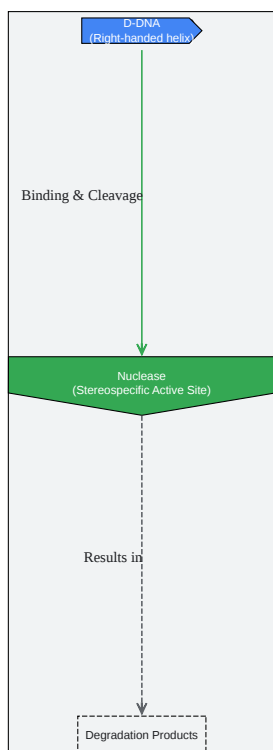 D-DNA
(Right-handed helix)
Binding & Cleavage
Nuclease
(Stereospecific Active Site)
Results in
Degradation Products